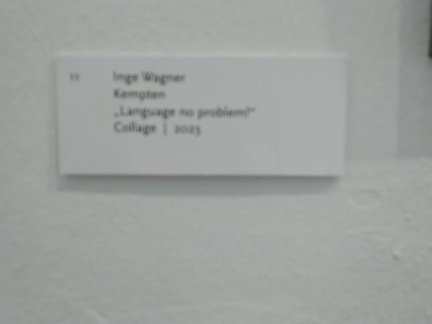 11 Inge Wagner
Kempten
„Language no problem!“
Collage | 2023